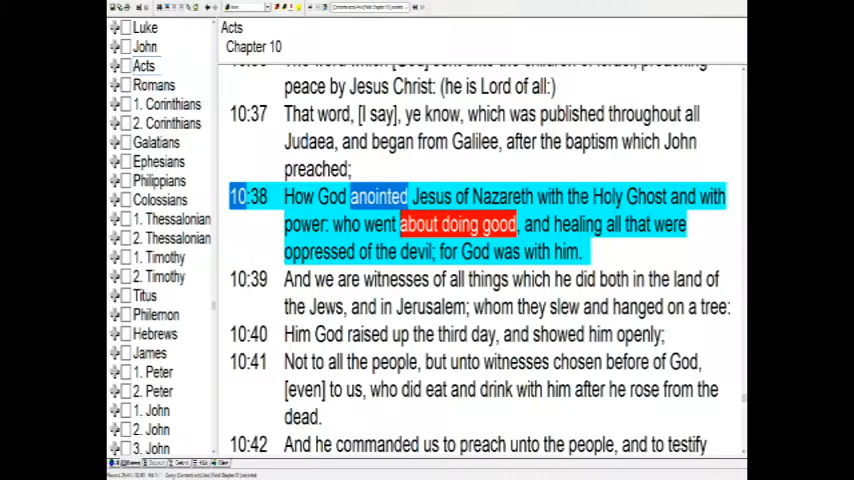 Luke
John
Acts
Romans
1. Corinthians
2. Corinthians
Galatians
Ephesians
Philippians
Colossians
1. Thessalonian
2. Thessalonian
1. Timothy
2. Timothy
Titus
Philemon
Hebrews
James
1. Peter
2. Peter
1. John
2. John
3. John
Acts
Chapter 10
peace by Jesus Christ: (he is Lord of all:)
10:37 That word, [I say], ye know, which was published throughout all
Judaea, and began from Galilee, after the baptism which John
preached;
10:38 How God anointed Jesus of Nazareth with the Holy Ghost and with
power: who went about doing good, and healing all that were
oppressed of the devil; for God was with him.
10:39 And we are witnesses of all things which he did both in the land of
the Jews, and in Jerusalem; whom they slew and hanged on a tree:
10:40 Him God raised up the third day, and showed him openly;
10:41 Not to all the people, but unto witnesses chosen before of God,
[even] to us, who did eat and drink with him after he rose from the
dead.
10:42 And he commanded us to preach unto the people, and to testify